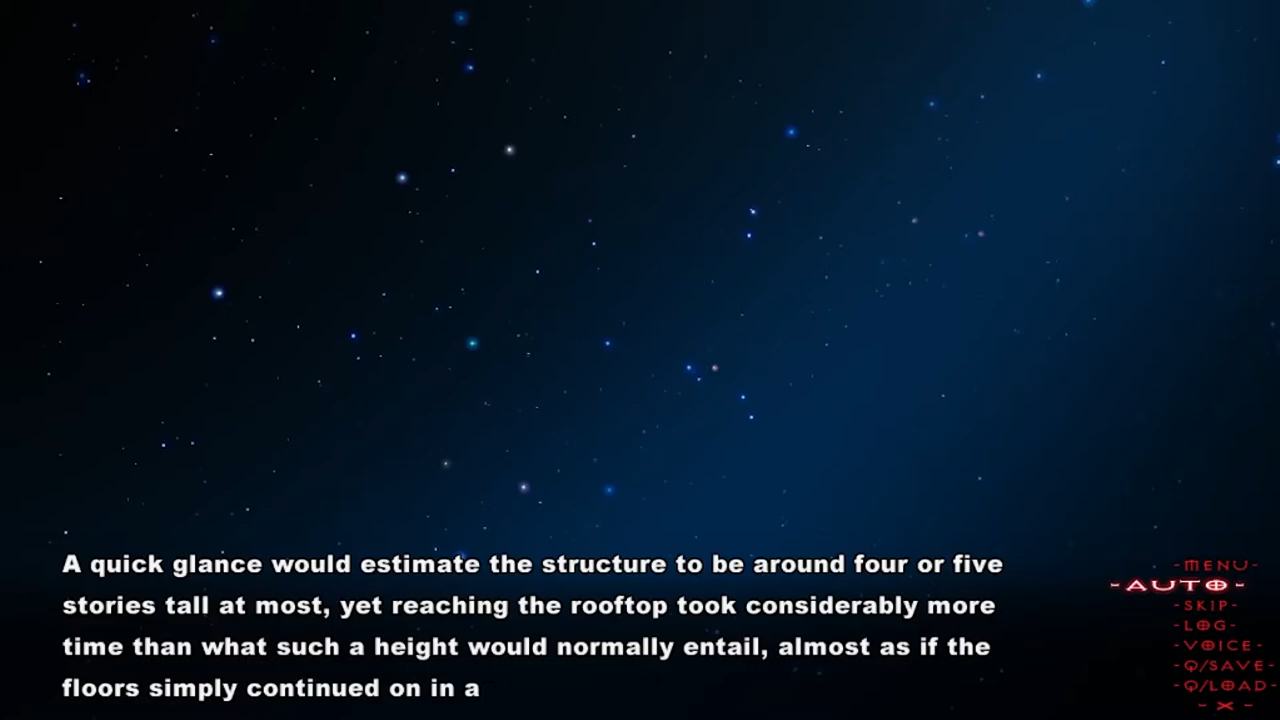 A quick glance would estimate the structure to be around four or five
stories tall at most, yet reaching the rooftop took considerably more
time than what such a height would normally entail, almost as if the
floors simply continued on in a
-MENU-
-AUTO-
-SKIP-
-LOG-
-VOICE-
-Q/SAVE-
-Q/LOAD-
-X-